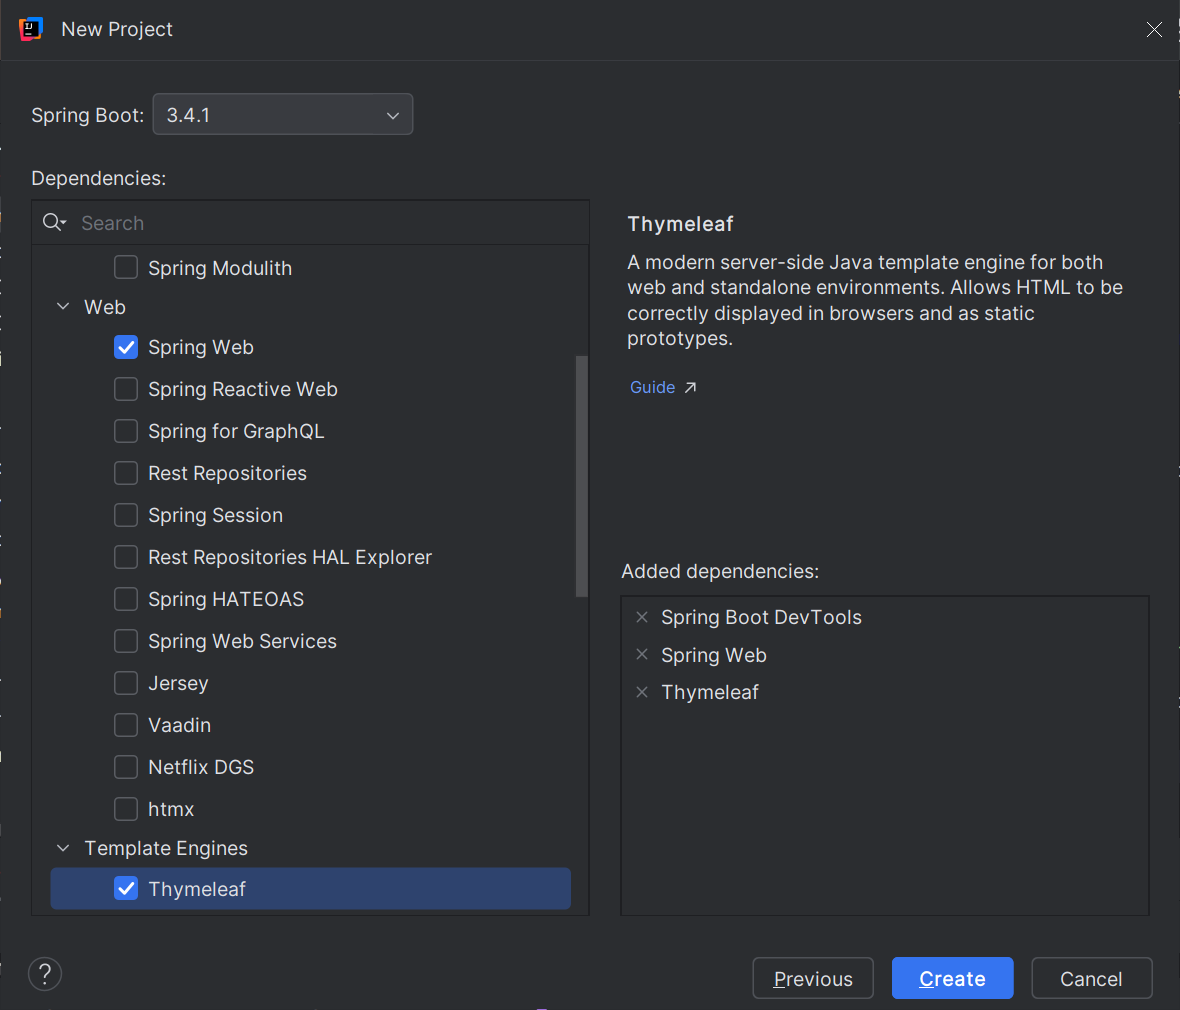 New Project
Spring Boot: 3.4.1
Dependencies:
Search
Spring Modulith
Web
Spring Web
Spring Reactive Web
Spring for GraphQL
Rest Repositories
Spring Session
Rest Repositories HAL Explorer
Spring HATEOAS
Spring Web Services
Jersey
Vaadin
Netflix DGS
htmx
Template Engines
Thymeleaf
Thymeleaf
A modern server-side Java template engine for both
web and standalone environments. Allows HTML to be
correctly displayed in browsers and as static
prototypes.
Guide
Added dependencies:
Spring Boot DevTools
Spring Web
Thymeleaf
?
Previous
Create
Cancel